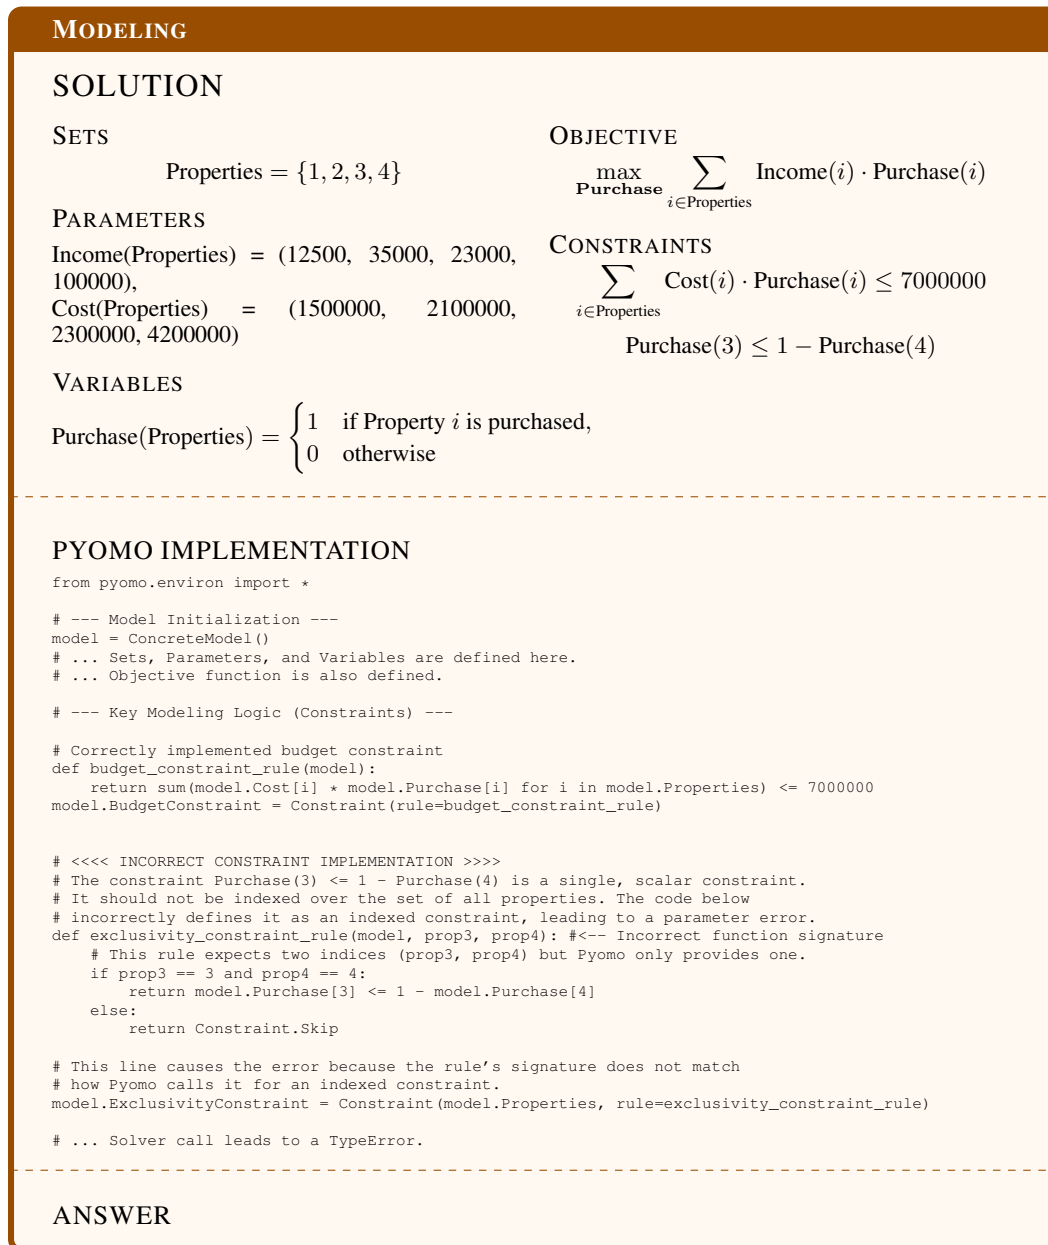 MODELING
SOLUTION
SETS
Properties = {1, 2, 3, 4}
PARAMETERS
Income(Properties) = (12500, 35000, 23000,
100000),
Cost(Properties) = (1500000, 2100000,
2300000, 4200000)
VARIABLES
Purchase(Properties) = { 1 if Property i is purchased,
0 otherwise
OBJECTIVE
max ∑ Income(i) · Purchase(i)
Purchase i∈Properties
CONSTRAINTS
∑ Cost(i) · Purchase(i) ≤ 7000000
i∈Properties
Purchase(3) ≤ 1 − Purchase(4)
PYOMO IMPLEMENTATION
from pyomo.environ import *
# --- Model Initialization ---
model = ConcreteModel()
# ... Sets, Parameters, and Variables are defined here.
# ... Objective function is also defined.
# --- Key Modeling Logic (Constraints) ---
# Correctly implemented budget constraint
def budget_constraint_rule(model):
    return sum(model.Cost[i] * model.Purchase[i] for i in model.Properties) <= 7000000
model.BudgetConstraint = Constraint(rule=budget_constraint_rule)
# <<<< INCORRECT CONSTRAINT IMPLEMENTATION >>>>
# The constraint Purchase(3) <= 1 - Purchase(4) is a single, scalar constraint.
# It should not be indexed over the set of all properties. The code below
# incorrectly defines it as an indexed constraint, leading to a parameter error.
def exclusivity_constraint_rule(model, prop3, prop4): #<-- Incorrect function signature
    # This rule expects two indices (prop3, prop4) but Pyomo only provides one.
    if prop3 == 3 and prop4 == 4:
        return model.Purchase[3] <= 1 - model.Purchase[4]
    else:
        return Constraint.Skip
# This line causes the error because the rule's signature does not match
# how Pyomo calls it for an indexed constraint.
model.ExclusivityConstraint = Constraint(model.Properties, rule=exclusivity_constraint_rule)
# ... Solver call leads to a TypeError.
ANSWER